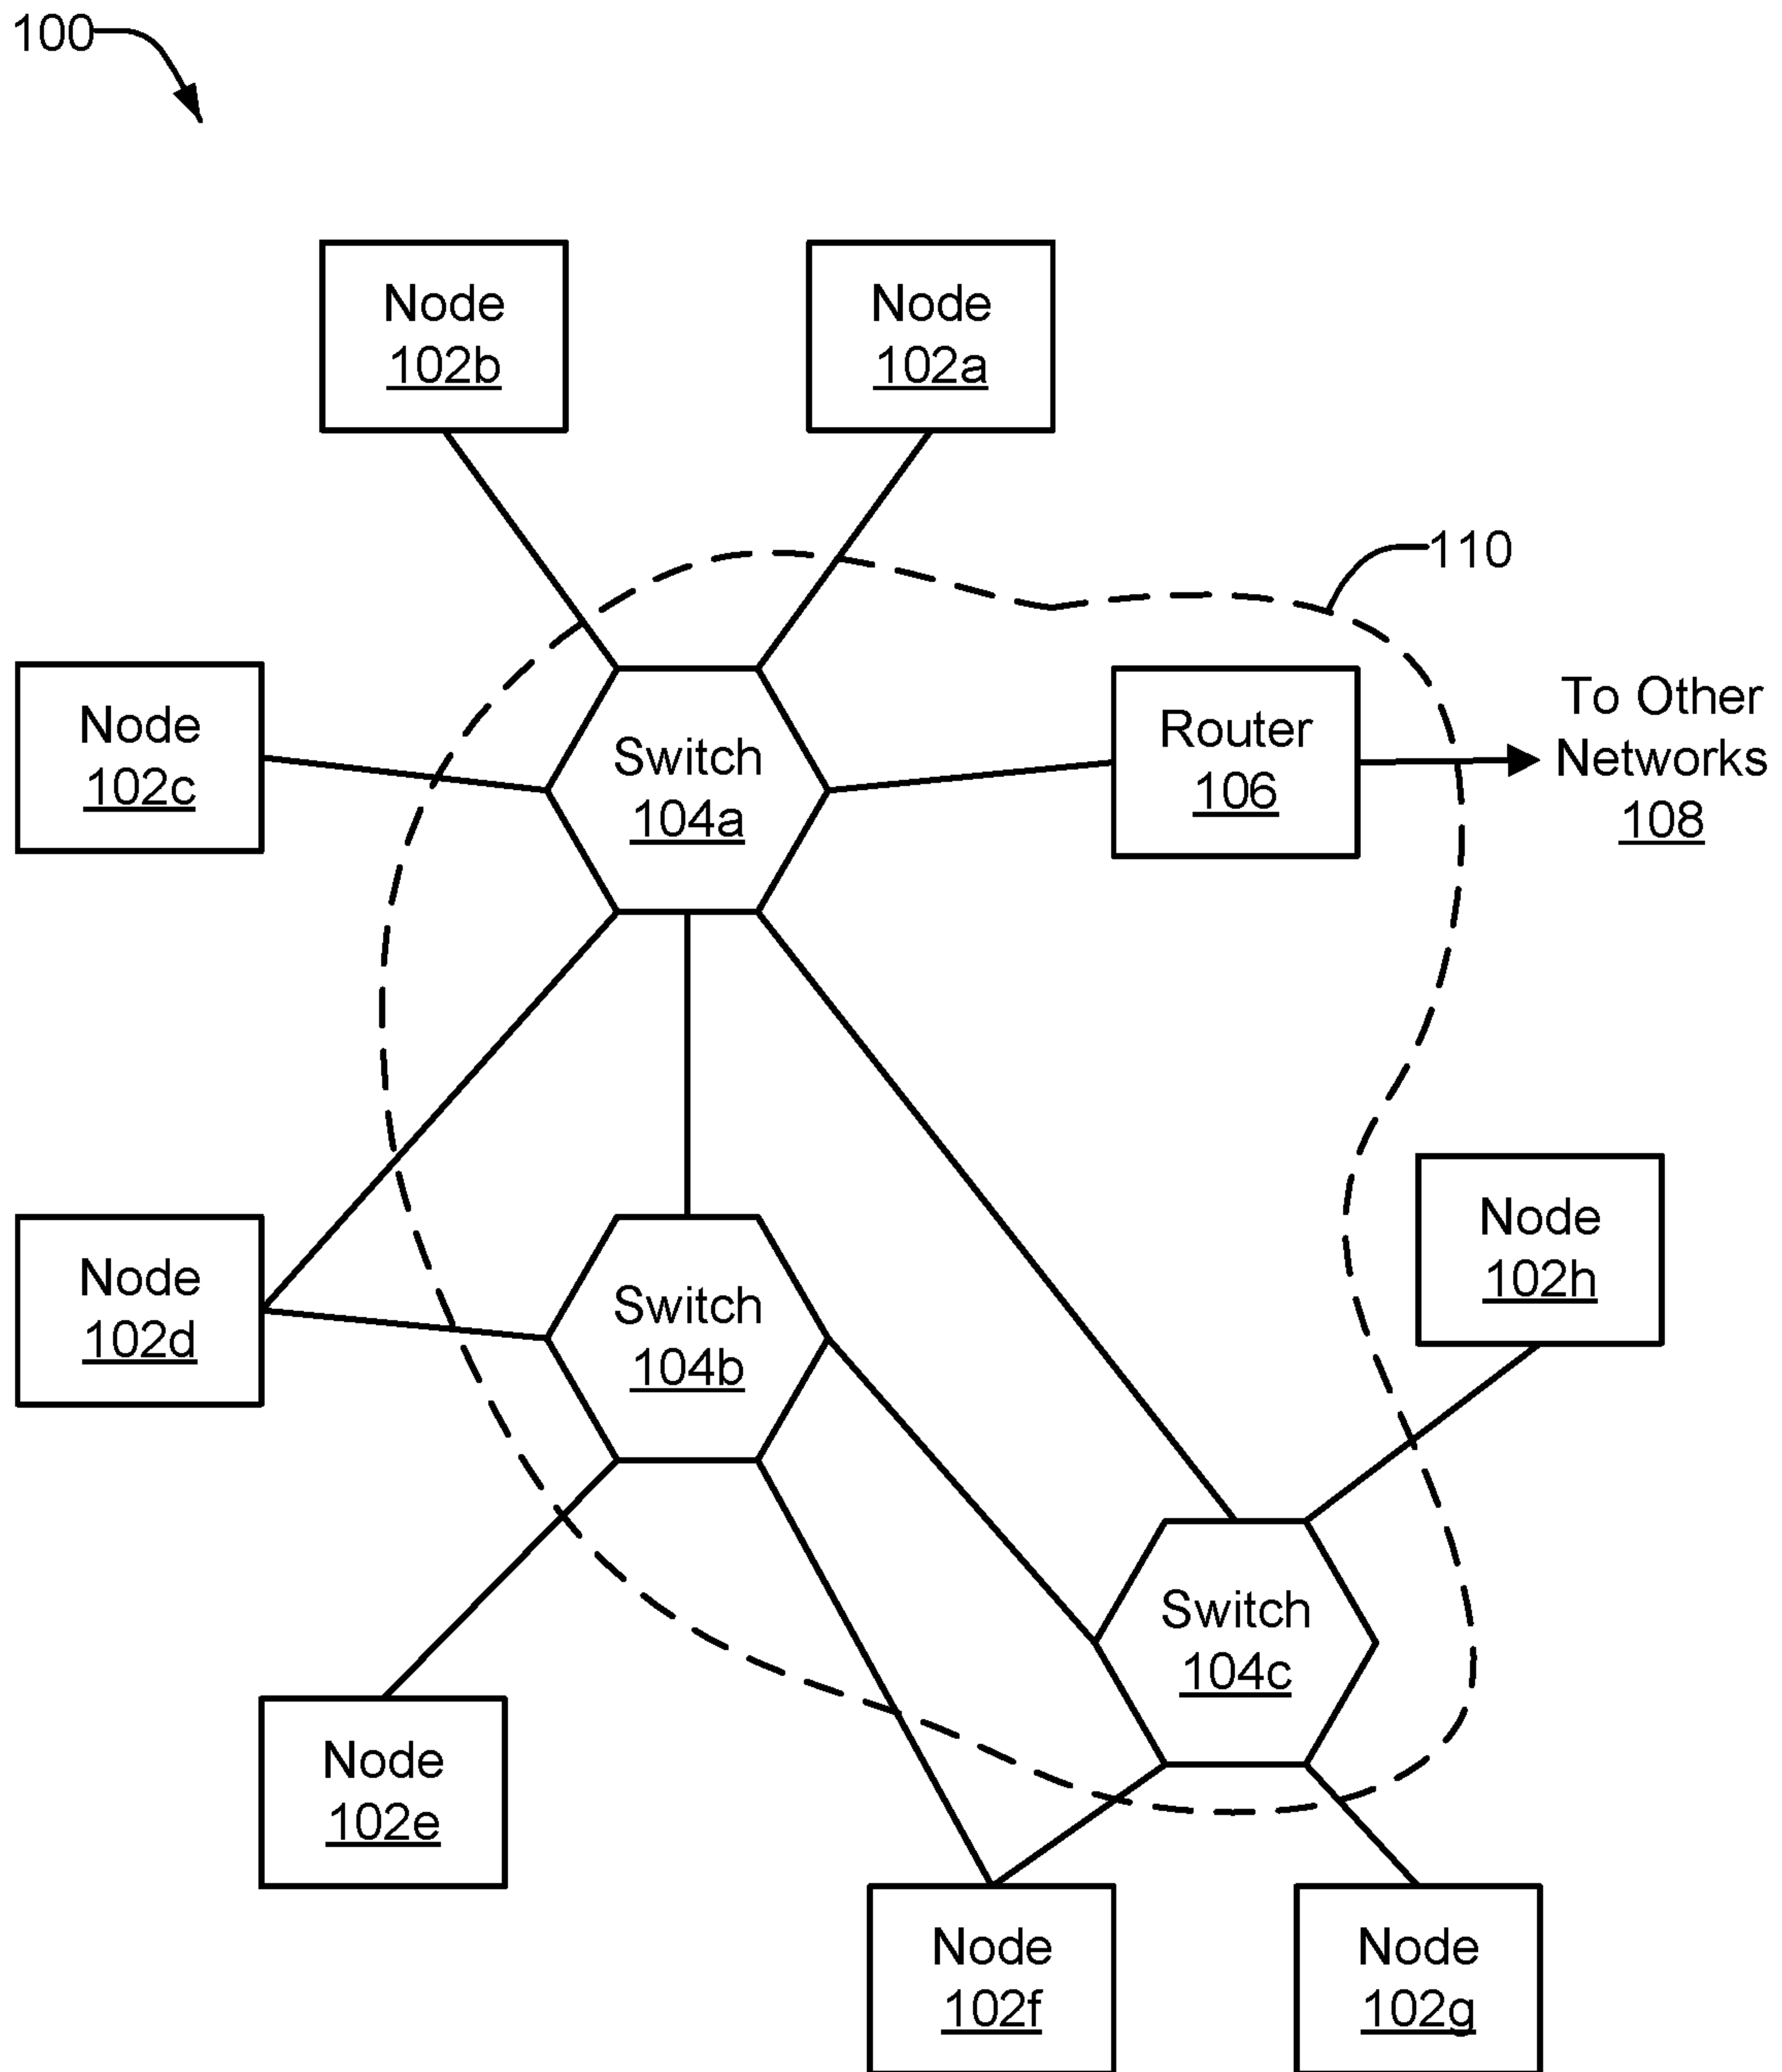 100
Node
102b
Node
102a
110
Node
102c
Switch
104a
Router
106
To Other
Networks
108
Node
102d
Switch
104b
Node
102h
Switch
104c
Node
102e
Node
102f
Node
102g